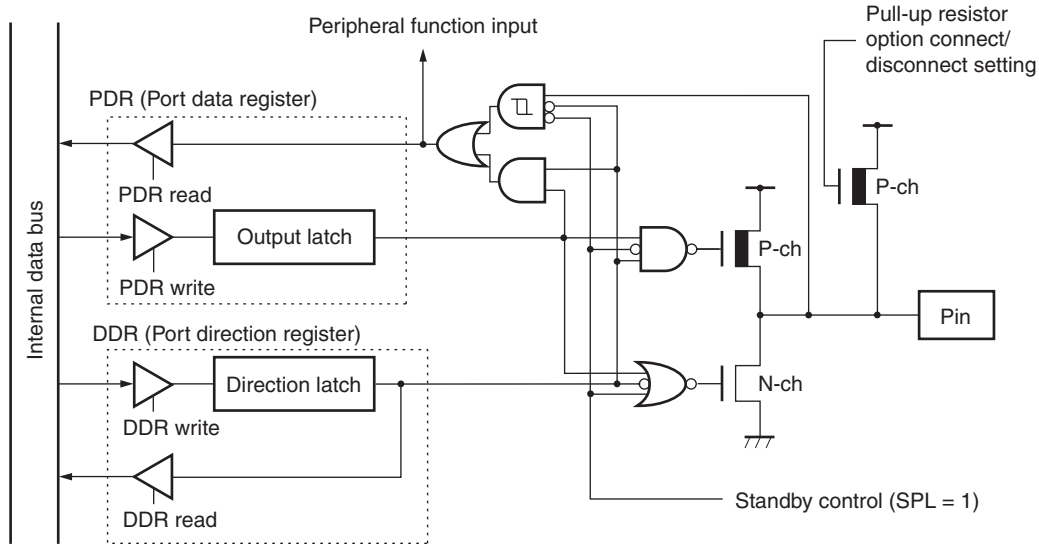 Pull-up resistor
option connect/
disconnect setting
Peripheral function input
PDR (Port data register)
P-ch
PDR read
Output latch
P-ch
PDR write
Internal data bus
Pin
DDR (Port direction register)
Direction latch
N-ch
DDR write
Standby control (SPL = 1)
DDR read